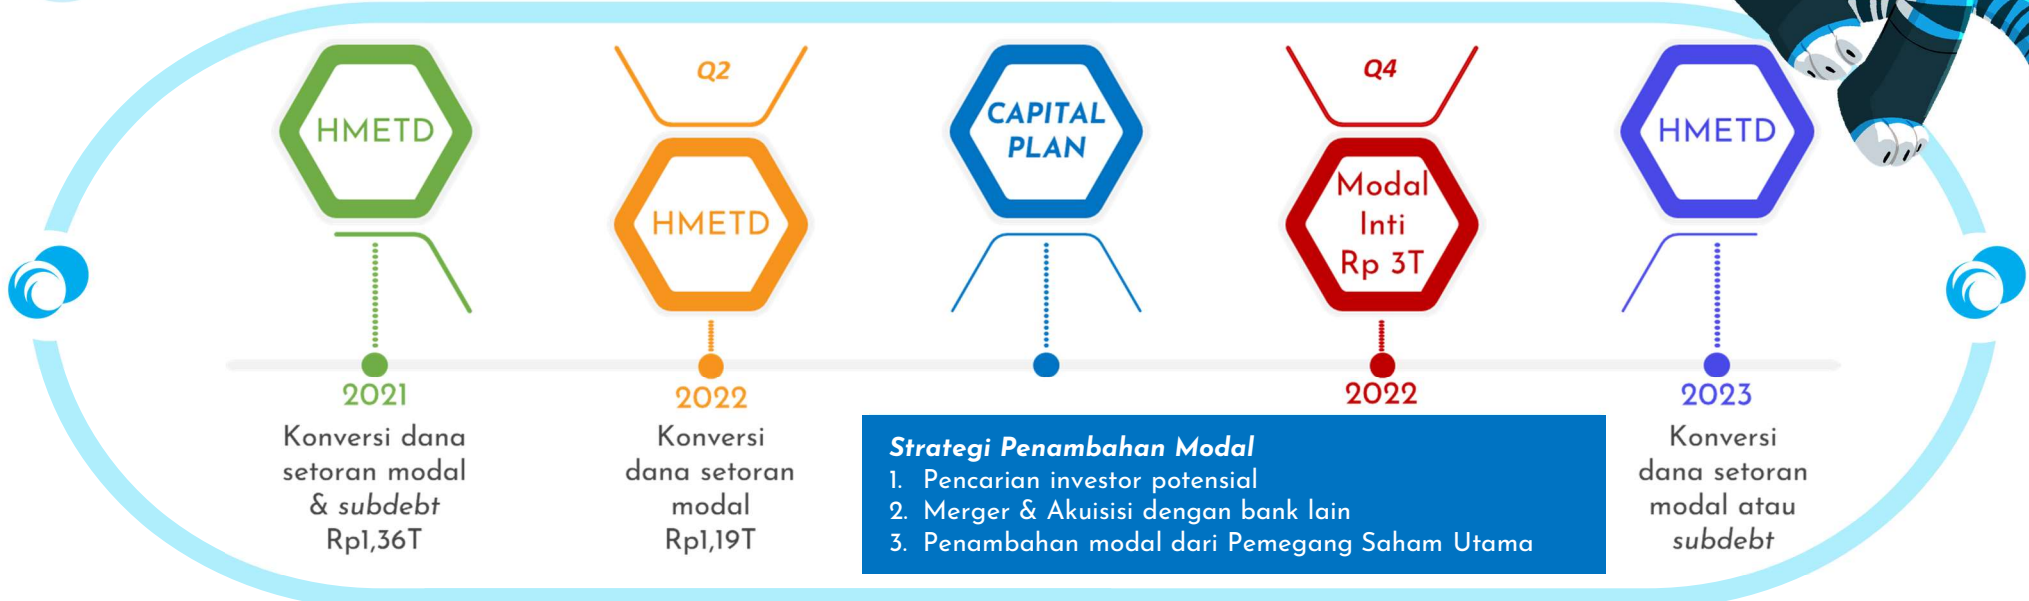 HMETD
2021
Konversi dana
setoran modal
& subdebt
Rp1,36T
Q2
HMETD
2022
Konversi
dana setoran
modal
Rp1,19T
CAPITAL
PLAN
Strategi Penambahan Modal
1. Pencarian investor potensial
2. Merger & Akuisisi dengan bank lain
3. Penambahan modal dari Pemegang Saham Utama
Q4
Modal
Inti
Rp 3T
2022
HMETD
2023
Konversi
dana setoran
modal atau
subdebt